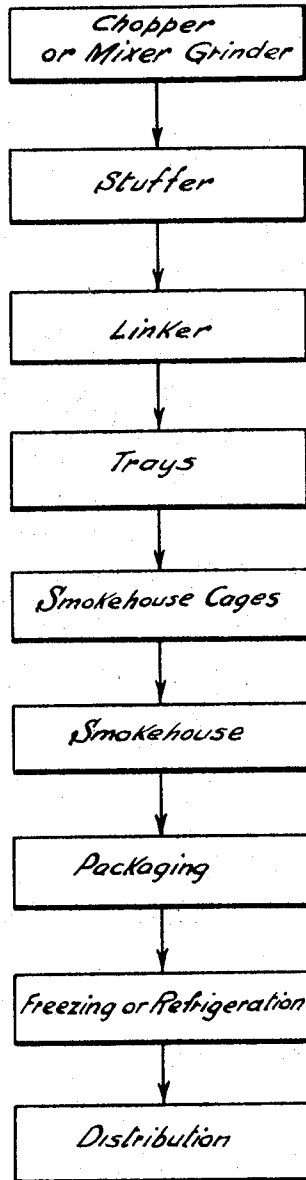 Chopper
or Mixer Grinder
Stuffer
Linker
Trays
Smokehouse Cages
Smokehouse
Packaging
Freezing or Refrigeration
Distribution